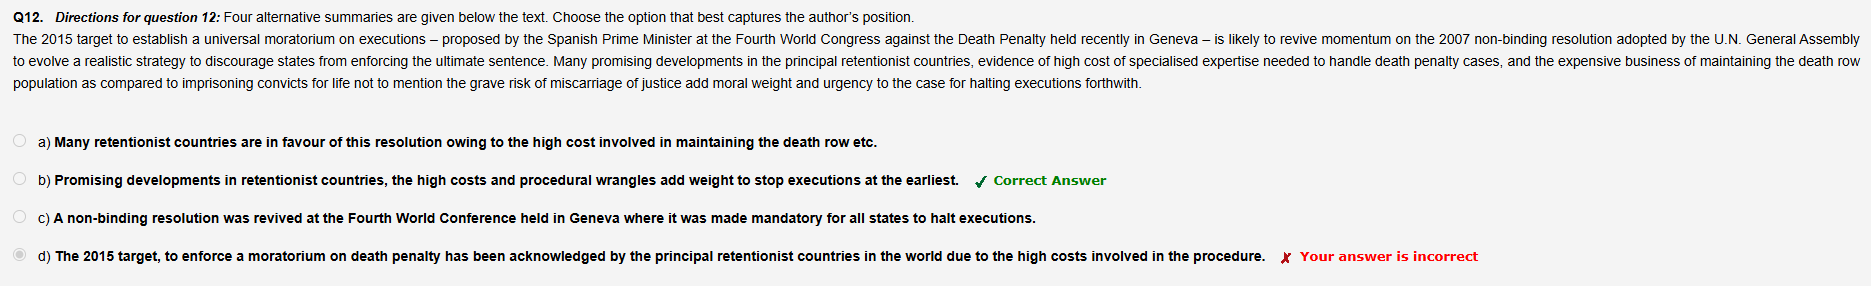 Q12. Directions for question 12: Four alternative summaries are given below the text. Choose the option that best captures the author's position.
The 2015 target to establish a universal moratorium on executions – proposed by the Spanish Prime Minister at the Fourth World Congress against the Death Penalty held recently in Geneva – is likely to revive momentum on the 2007 non-binding resolution adopted by the U.N. General Assembly
to evolve a realistic strategy to discourage states from enforcing the ultimate sentence. Many promising developments in the principal retentionist countries, evidence of high cost of specialised expertise needed to handle death penalty cases, and the expensive business of maintaining the death row
population as compared to imprisoning convicts for life not to mention the grave risk of miscarriage of justice add moral weight and urgency to the case for halting executions forthwith.
a) Many retentionist countries are in favour of this resolution owing to the high cost involved in maintaining the death row etc.
b) Promising developments in retentionist countries, the high costs and procedural wrangles add weight to stop executions at the earliest. ✓ Correct Answer
c) A non-binding resolution was revived at the Fourth World Conference held in Geneva where it was made mandatory for all states to halt executions.
d) The 2015 target, to enforce a moratorium on death penalty has been acknowledged by the principal retentionist countries in the world due to the high costs involved in the procedure. ✗ Your answer is incorrect